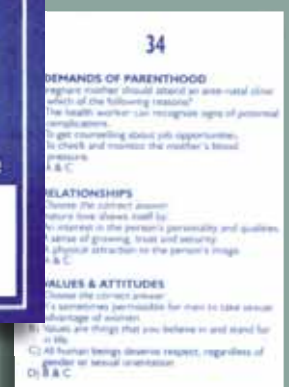 34
DEMANDS OF PARENTHOOD
regnant mother should attend an ante-natal clinic
which of the following reasons?
The health worker can recognize signs of potential
complications.
To get counselling about job opportunities.
To check and monitor the mother's blood
pressure.
A & C
RELATIONSHIPS
Choose the correct answer
ature love shows itself by:
An interest in the person's personality and qualities.
A sense of growing, trust and security.
A physical attraction to the person's image.
A & C
VALUES & ATTITUDES
Choose the correct answer
It's sometimes permissible for men to take sexual
advantage of women.
B) Values are things that you believe in and stand for
in life.
C) All human beings deserve respect, regardless of
gender or sexual orientation
D) B & C